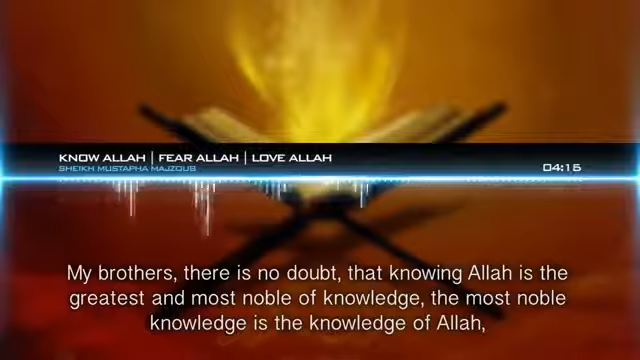 KNOW ALLAH | FEAR ALLAH | LOVE ALLAH
SHEIKH MUSTAPHA MAJZOUB
04:15
My brothers, there is no doubt, that knowing Allah is the
greatest and most noble of knowledge, the most noble
knowledge is the knowledge of Allah,